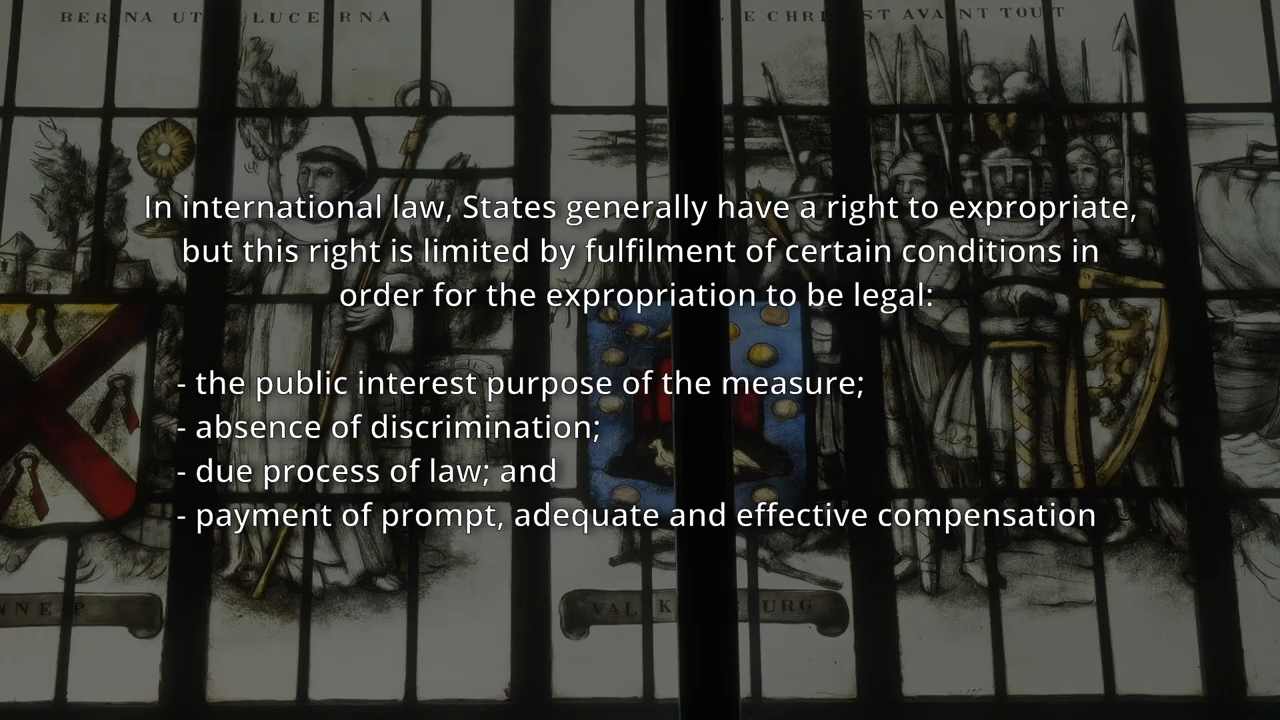 BERNA UT LUCERNA
E CHRIST AVANT TOUT
In international law, States generally have a right to expropriate,
but this right is limited by fulfilment of certain conditions in
order for the expropriation to be legal:
- the public interest purpose of the measure;
- absence of discrimination;
- due process of law; and
- payment of prompt, adequate and effective compensation